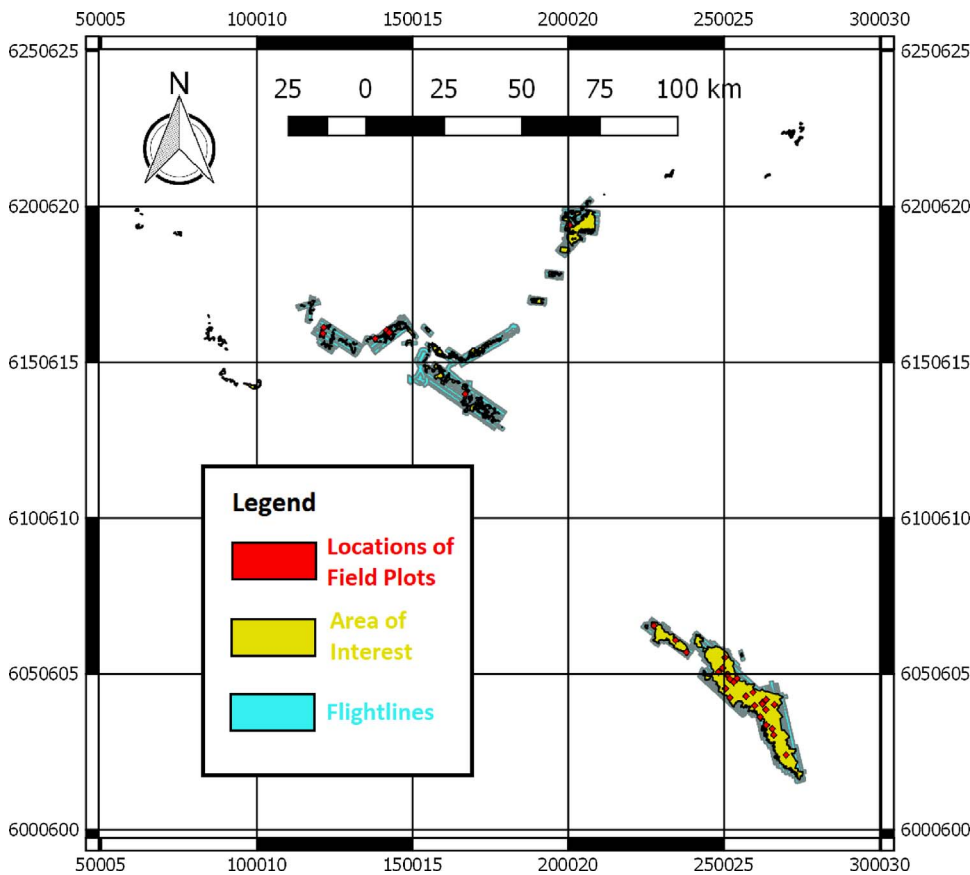 50005 100010 150015 200020 250025 300030
6250625 6250625
N
25 0 25 50 75 100 km
6200620 6200620
6150615 6150615
Legend
Locations of
Field Plots
Area of
Interest
Flightlines
6100610 6100610
6050605 6050605
6000600 6000600
50005 100010 150015 200020 250025 300030